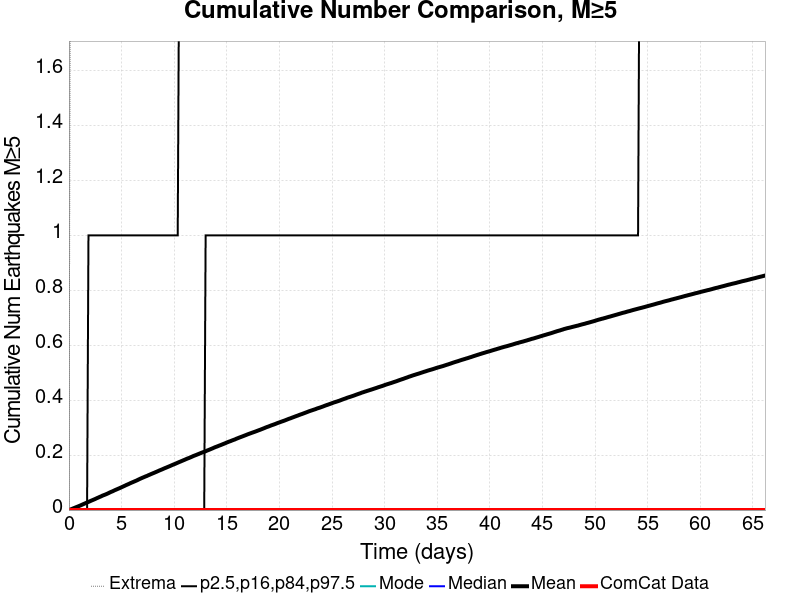 Cumulative Number Comparison, M≥5
Cumulative Num Earthquakes M≥5
1.6
1.4
1.2
1
0.8
0.6
0.4
0.2
0
0 5 10 15 20 25 30 35 40 45 50 55 60 65
Time (days)
Extrema p2.5,p16,p84,p97.5 Mode Median Mean ComCat Data